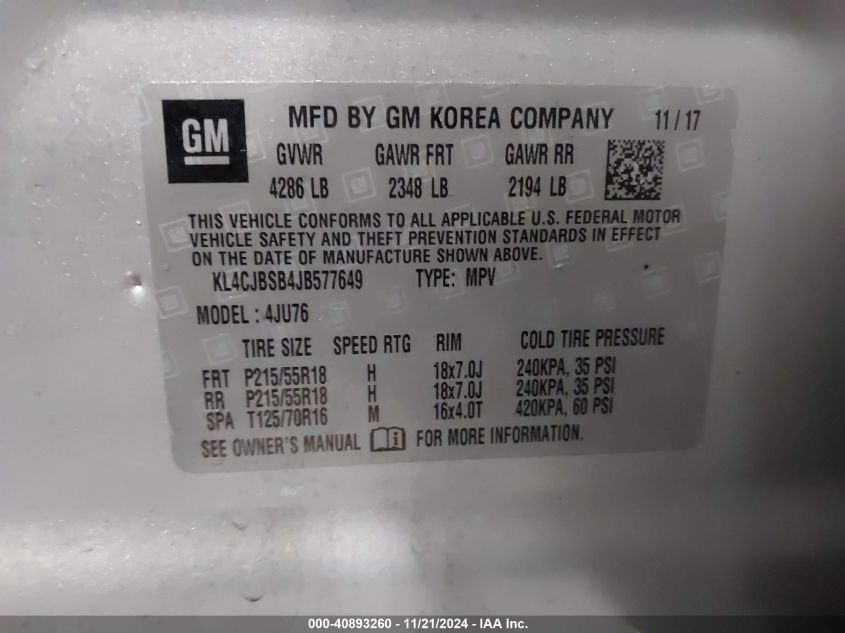 GM
MFD BY GM KOREA COMPANY 11/17
GVWR GAWR FRT GAWR RR
4286 LB 2348 LB 2194 LB
THIS VEHICLE CONFORMS TO ALL APPLICABLE U.S. FEDERAL MOTOR
VEHICLE SAFETY AND THEFT PREVENTION STANDARDS IN EFFECT
ON THE DATE OF MANUFACTURE SHOWN ABOVE.
KL4CJBSB4JB577649 TYPE: MPV
MODEL : 4JU76
TIRE SIZE SPEED RTG RIM COLD TIRE PRESSURE
FRT P215/55R18 H 18x7.0J 240KPA, 35 PSI
RR P215/55R18 H 18x7.0J 240KPA, 35 PSI
SPA T125/70R16 M 16x4.0T 420KPA, 60 PSI
SEE OWNER'S MANUAL i FOR MORE INFORMATION.
000-40893260 - 11/21/2024 - IAA Inc.